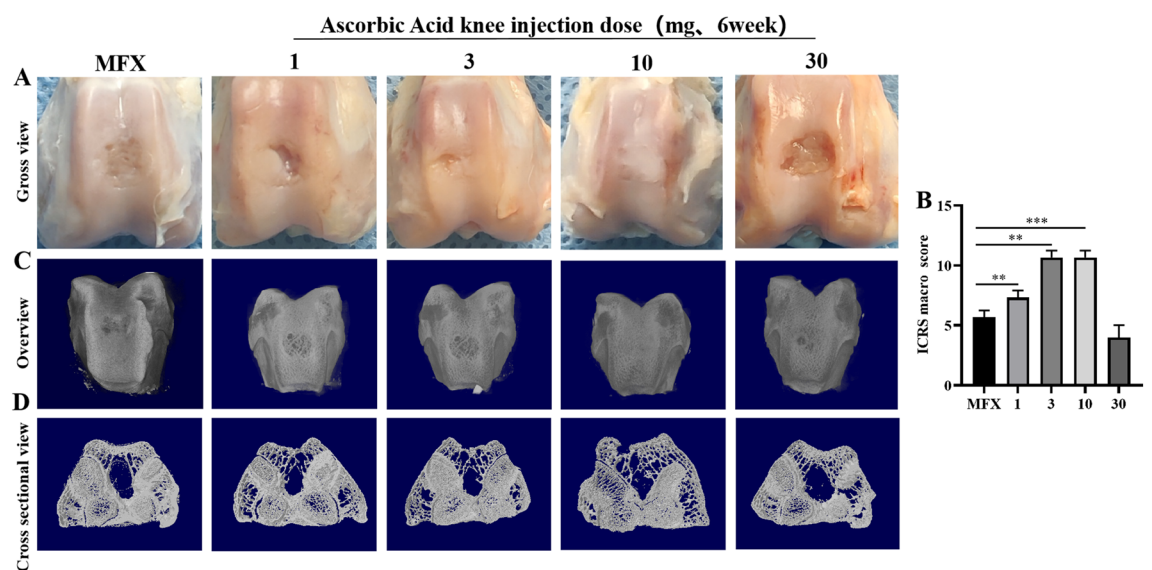 Ascorbic Acid knee injection dose（mg、6week）
MFX 1 3 10 30
A
Gross view
C
Overview
D
Cross sectional view
B
ICRS macro score
15
10
5
0
***
**
**
MFX 1 3 10 30